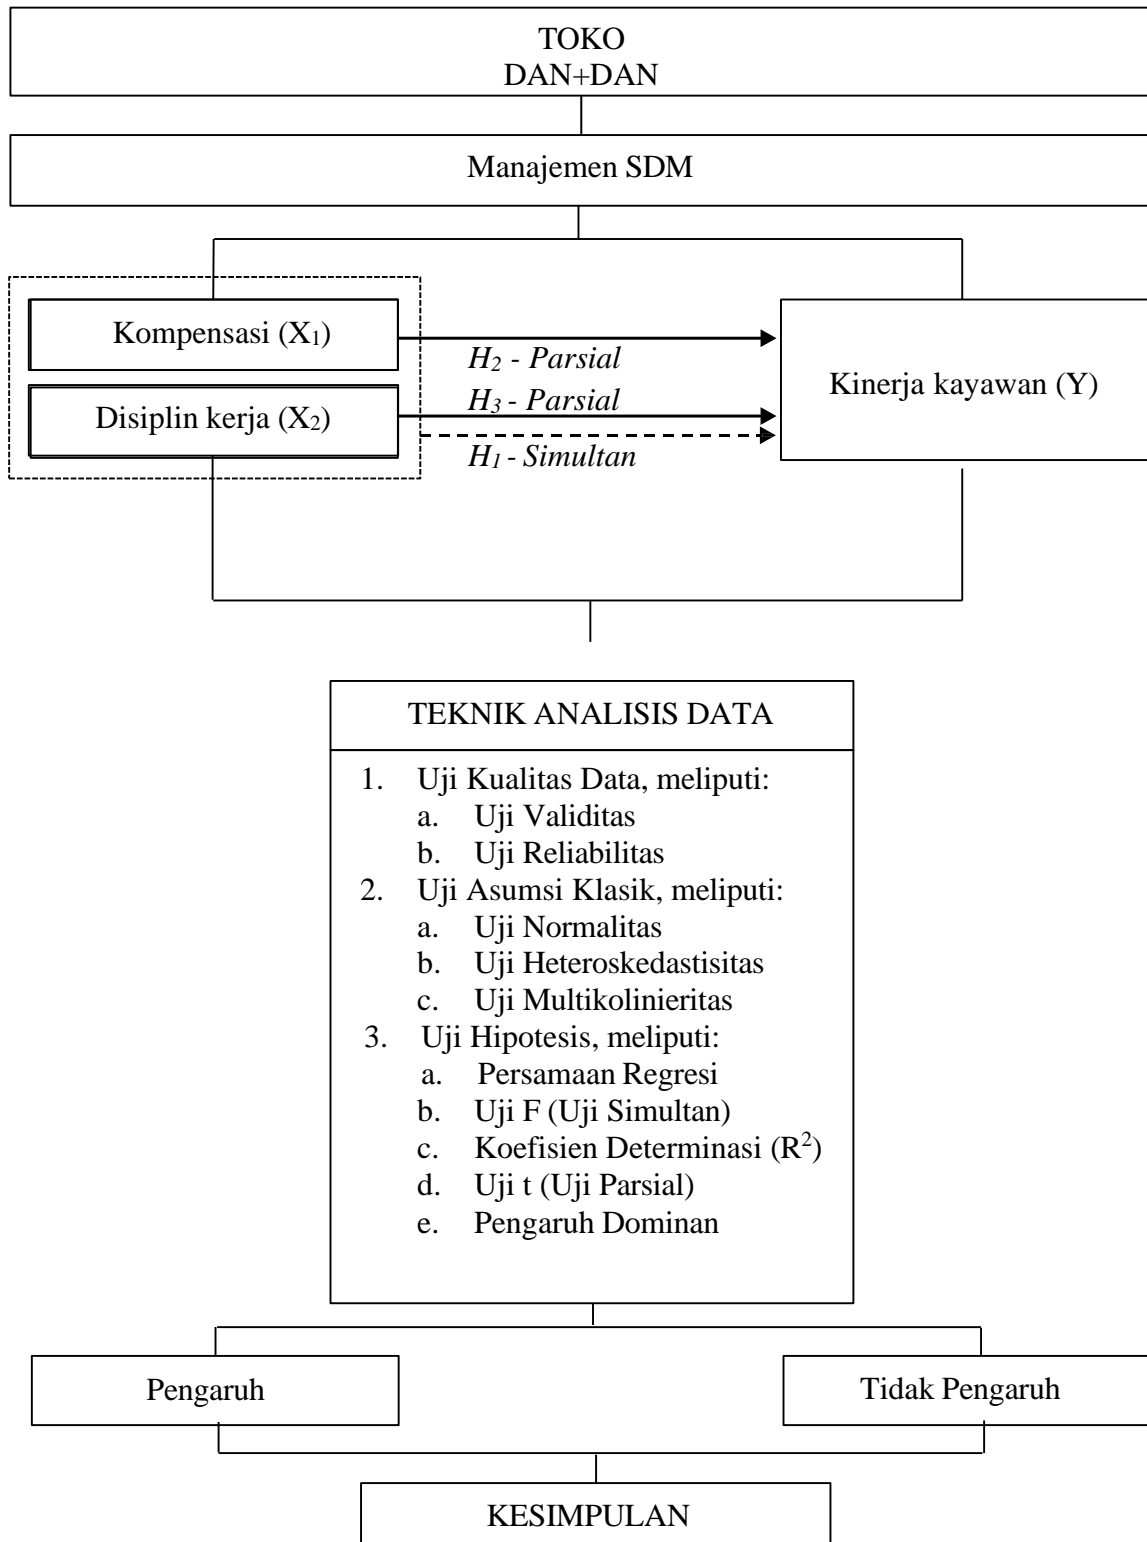 TOKO
DAN+DAN
Manajemen SDM
Kompensasi (X₁)
H₂ - Parsial
Disiplin kerja (X₂)
H₃ - Parsial
H₁ - Simultan
Kinerja kayawan (Y)
TEKNIK ANALISIS DATA
1. Uji Kualitas Data, meliputi:
a. Uji Validitas
b. Uji Reliabilitas
2. Uji Asumsi Klasik, meliputi:
a. Uji Normalitas
b. Uji Heteroskedastisitas
c. Uji Multikolinieritas
3. Uji Hipotesis, meliputi:
a. Persamaan Regresi
b. Uji F (Uji Simultan)
c. Koefisien Determinasi (R²)
d. Uji t (Uji Parsial)
e. Pengaruh Dominan
Pengaruh
Tidak Pengaruh
KESIMPULAN